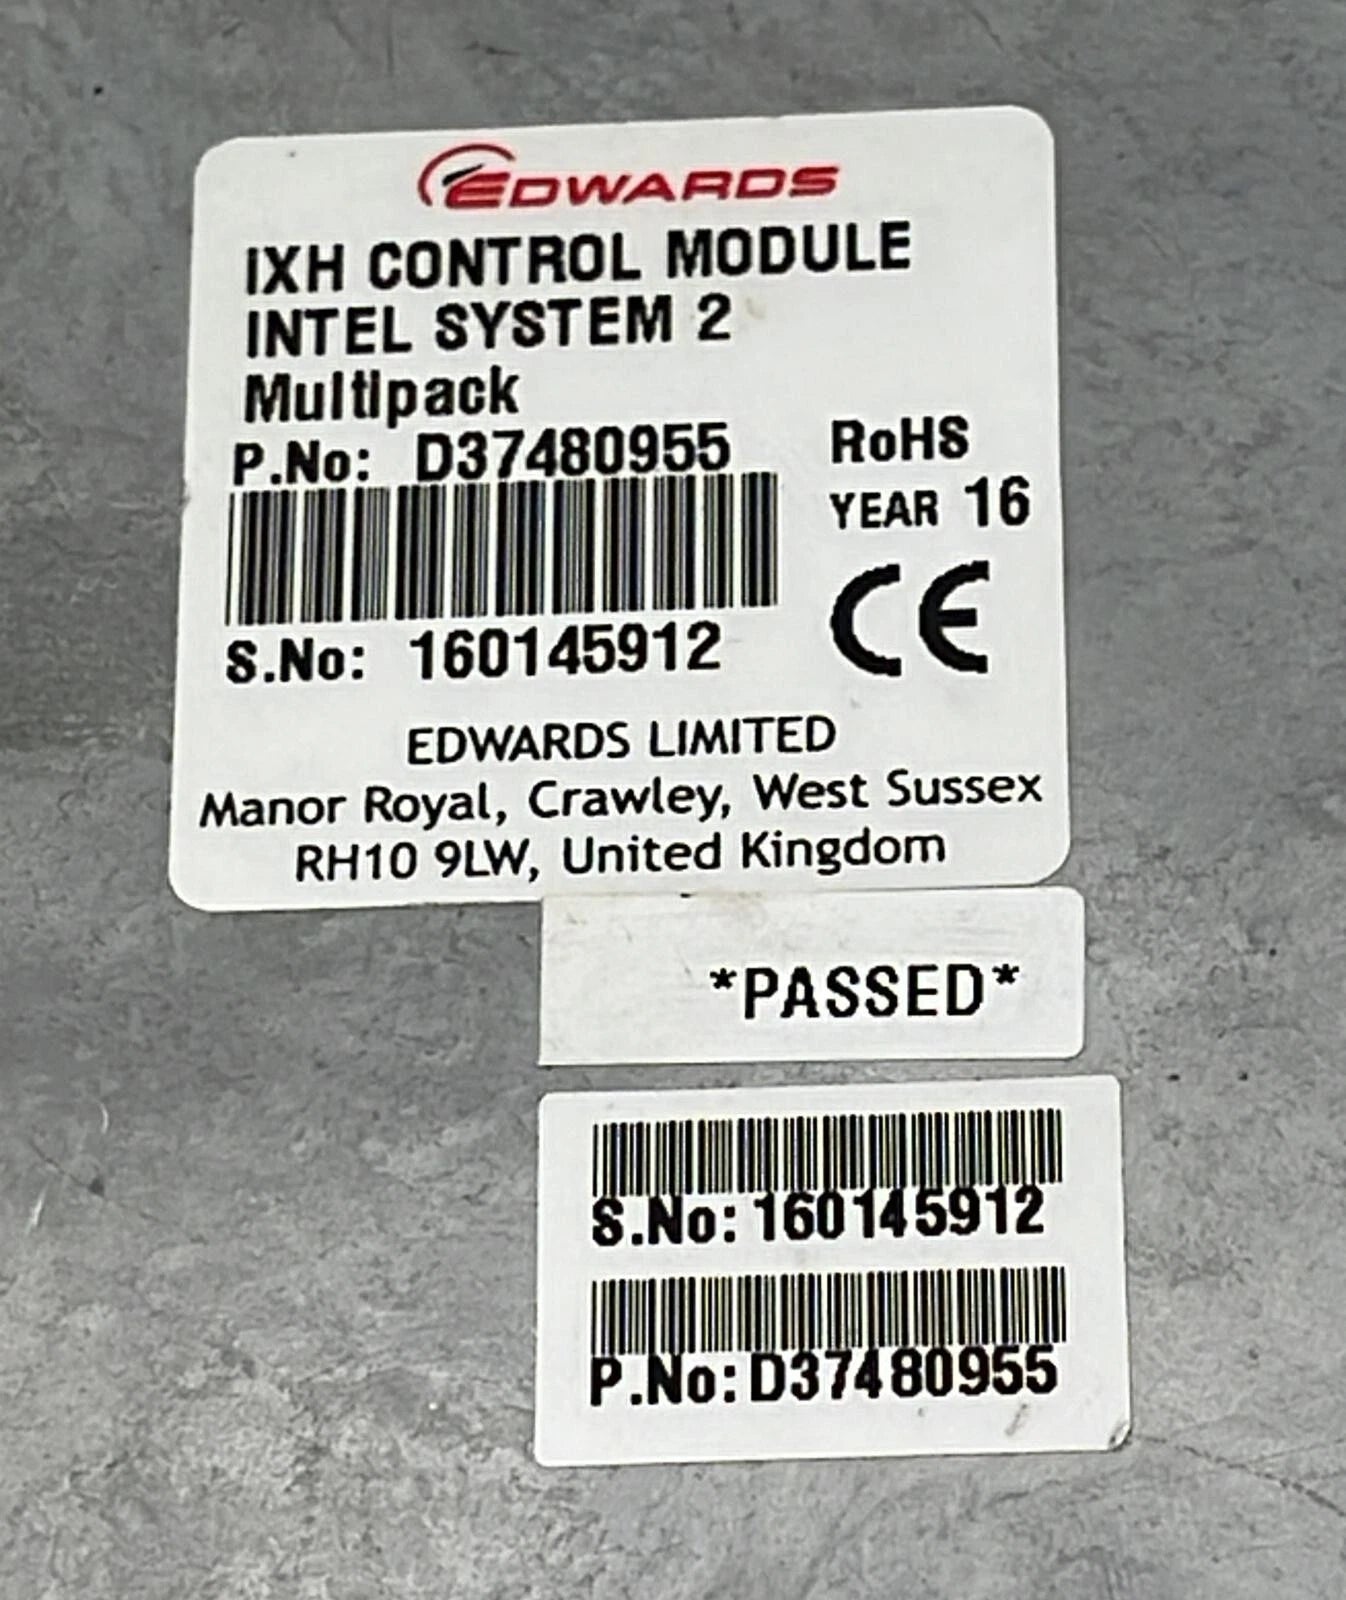 EDWARDS
IXH CONTROL MODULE
INTEL SYSTEM 2
Multipack
P.No: D37480955
RoHS
YEAR 16
CE
S.No: 160145912
EDWARDS LIMITED
Manor Royal, Crawley, West Sussex
RH10 9LW, United Kingdom
*PASSED*
S.No: 160145912
P.No: D37480955